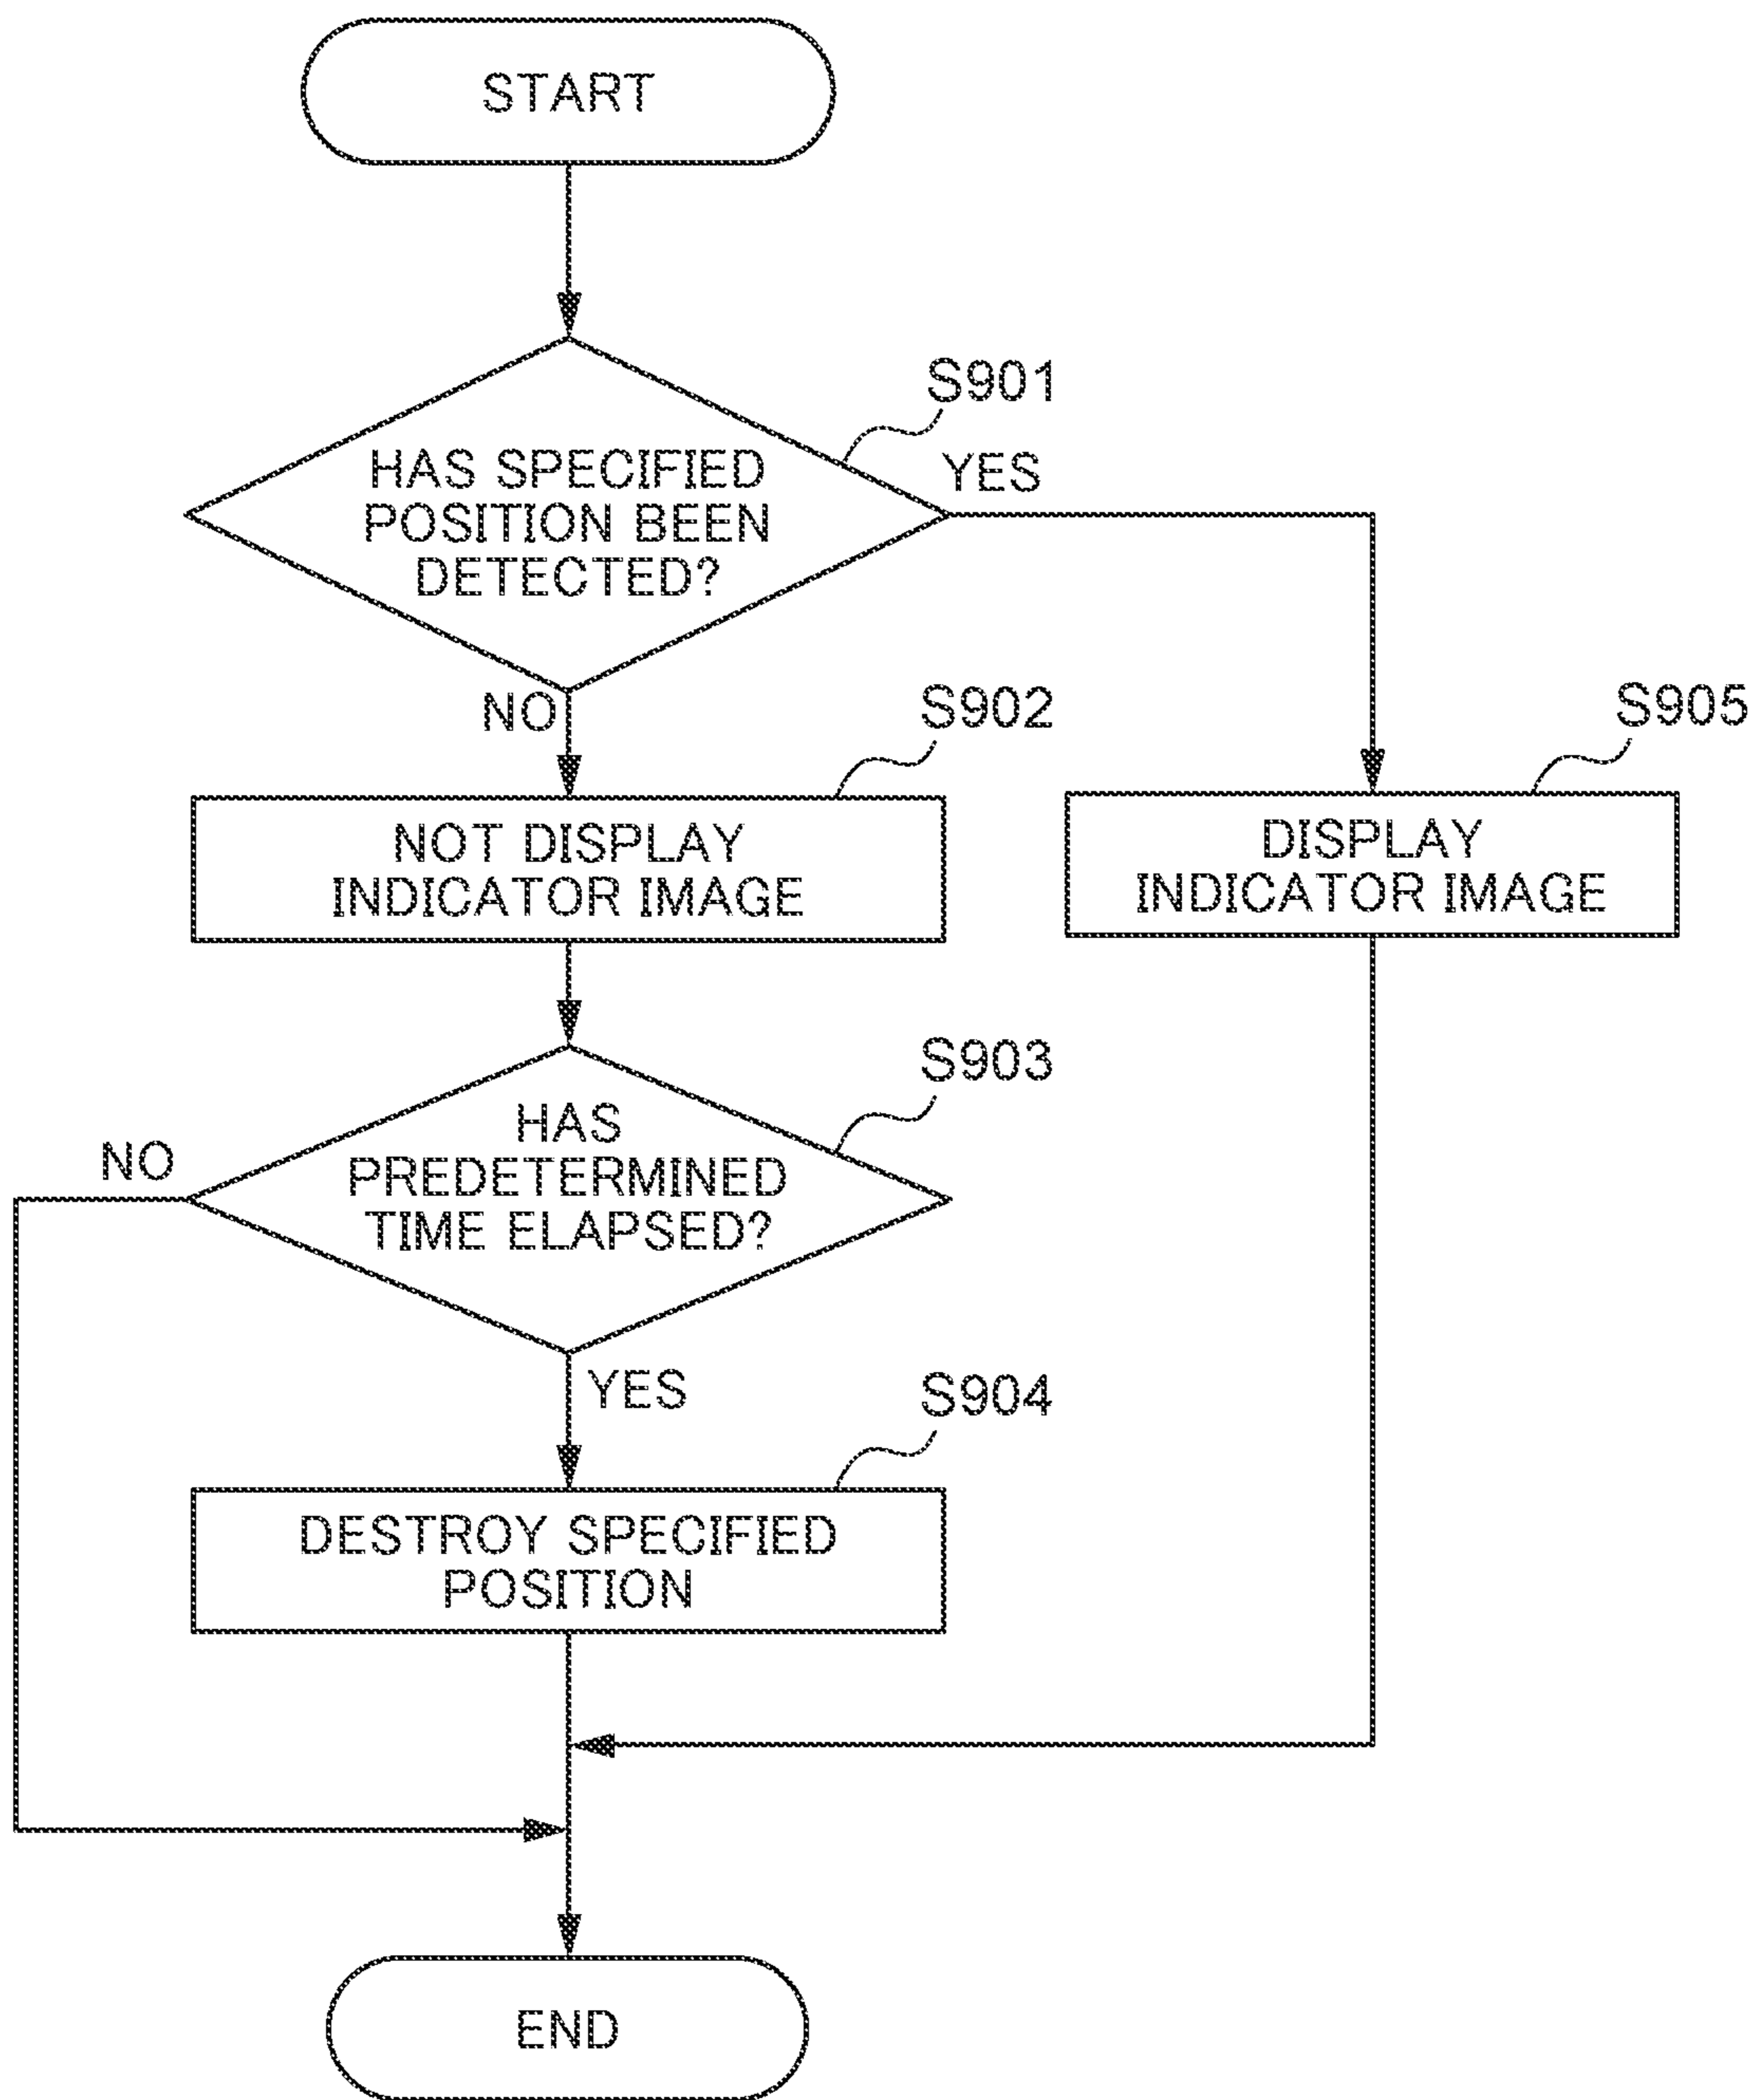 START
S901
HAS SPECIFIED
POSITION BEEN
DETECTED?
YES
NO
S902
S905
NOT DISPLAY
INDICATOR IMAGE
DISPLAY
INDICATOR IMAGE
S903
HAS
PREDETERMINED
TIME ELAPSED?
NO
YES
S904
DESTROY SPECIFIED
POSITION
END